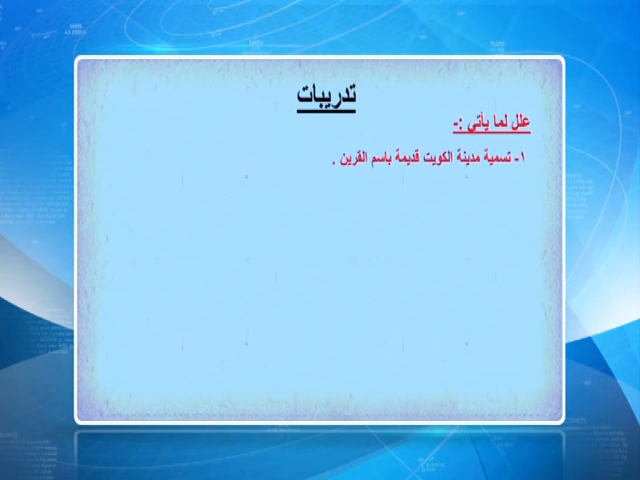 تدريبات
علل لما يأتي :-
١- تسمية مدينة الكويت قديمة باسم القرين .